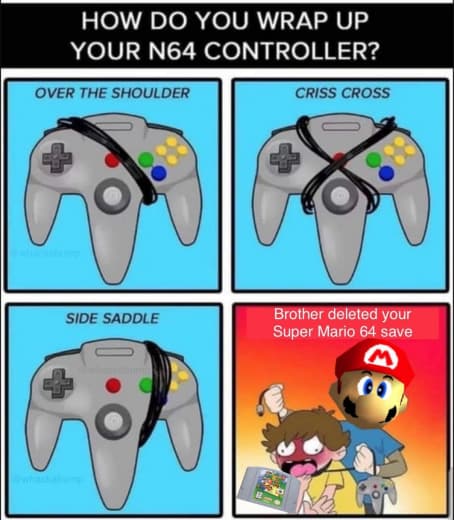 HOW DO YOU WRAP UP
YOUR N64 CONTROLLER?
OVER THE SHOULDER
CRISS CROSS
SIDE SADDLE
Brother deleted your
Super Mario 64 save
M